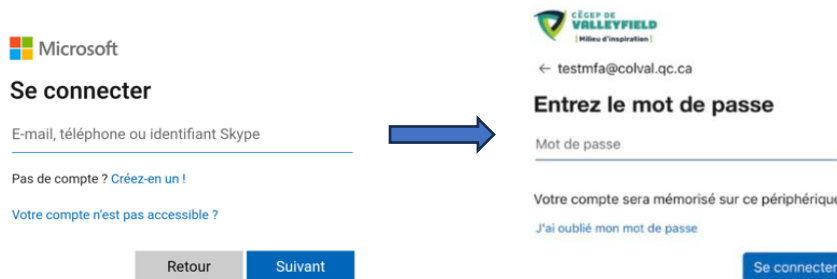 Microsoft
Se connecter
E-mail, téléphone ou identifiant Skype
Pas de compte ? Créez-en un !
Votre compte n'est pas accessible ?
Retour
Suivant
CÉGEP DE
VALLEYFIELD
Milieu d'inspiration
← testmfa@colval.qc.ca
Entrez le mot de passe
Mot de passe
Votre compte sera mémorisé sur ce périphérique
J'ai oublié mon mot de passe
Se connecter